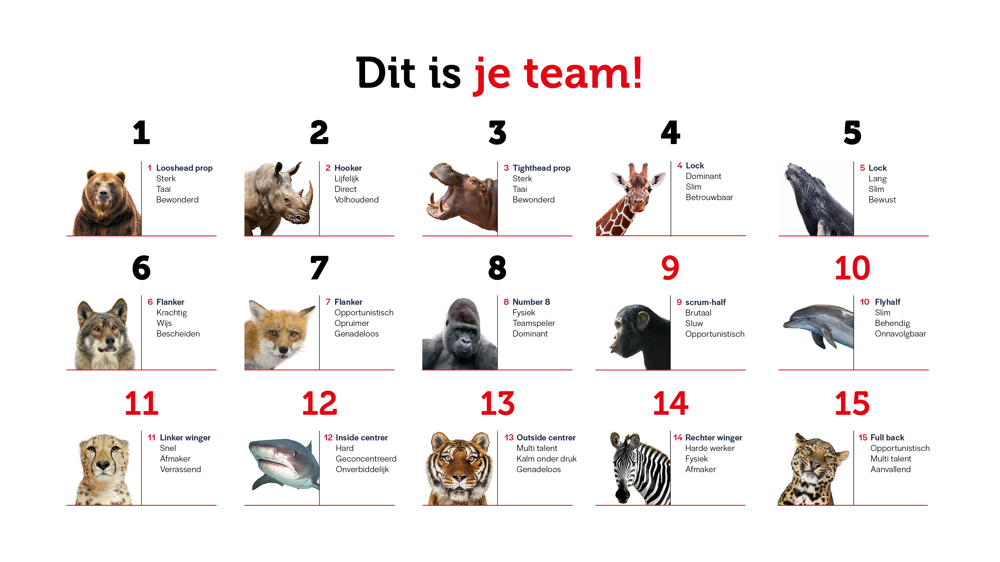 Dit is je team!
1
1 Looshead prop
Sterk
Taai
Bewonderd
2
2 Hooker
Lijfelijk
Direct
Volhoudend
3
3 Tighthead prop
Sterk
Taai
Bewonderd
4
4 Lock
Dominant
Slim
Betrouwbaar
5
5 Lock
Lang
Slim
Bewust
6
6 Flanker
Krachtig
Wijs
Bescheiden
7
7 Flanker
Opportunistisch
Opruimer
Genadeloos
8
8 Number 8
Fysiek
Teamspeler
Dominant
9
9 scrum-half
Brutaal
Sluw
Opportunistisch
10
10 Flyhalf
Slim
Behendig
Onnavolgbaar
11
11 Linker winger
Snel
Afmaker
Verrassend
12
12 Inside centrer
Hard
Geconcentreerd
Onverbiddelijk
13
13 Outside centrer
Multi talent
Kalm onder druk
Genadeloos
14
14 Rechter winger
Harde werker
Fysiek
Afmaker
15
15 Full back
Opportunistisch
Multi talent
Aanvallend